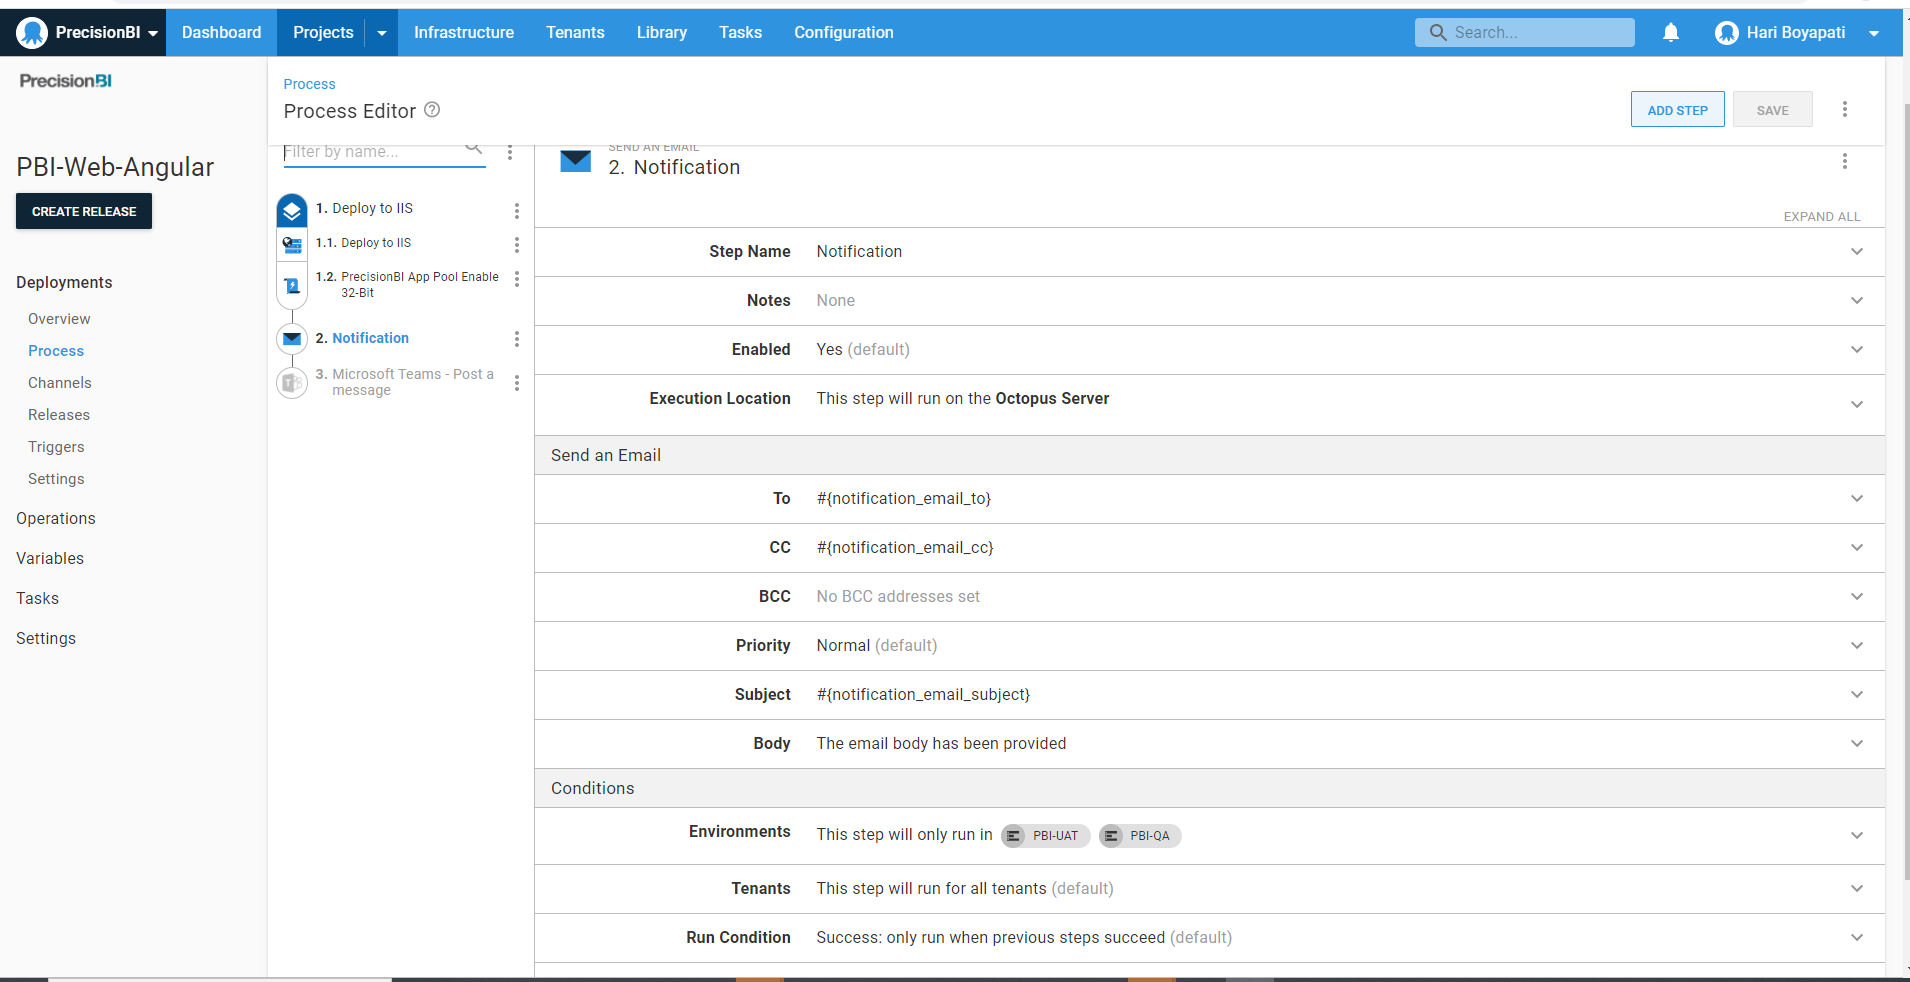 PrecisionBI
Dashboard
Projects
Infrastructure
Tenants
Library
Tasks
Configuration
Search...
Hari Boyapati
PrecisionBI
PBI-Web-Angular
CREATE RELEASE
Deployments
Overview
Process
Channels
Releases
Triggers
Settings
Operations
Variables
Tasks
Settings
Process
Process Editor
ADD STEP
SAVE
Filter by name...
1. Deploy to IIS
1.1. Deploy to IIS
1.2. PrecisionBI App Pool Enable
32-Bit
2. Notification
3. Microsoft Teams - Post a
message
SEND AN EMAIL
2. Notification
EXPAND ALL
Step Name Notification
Notes None
Enabled Yes (default)
Execution Location This step will run on the Octopus Server
Send an Email
To #{notification_email_to}
CC #{notification_email_cc}
BCC No BCC addresses set
Priority Normal (default)
Subject #{notification_email_subject}
Body The email body has been provided
Conditions
Environments This step will only run in PBI-UAT PBI-QA
Tenants This step will run for all tenants (default)
Run Condition Success: only run when previous steps succeed (default)